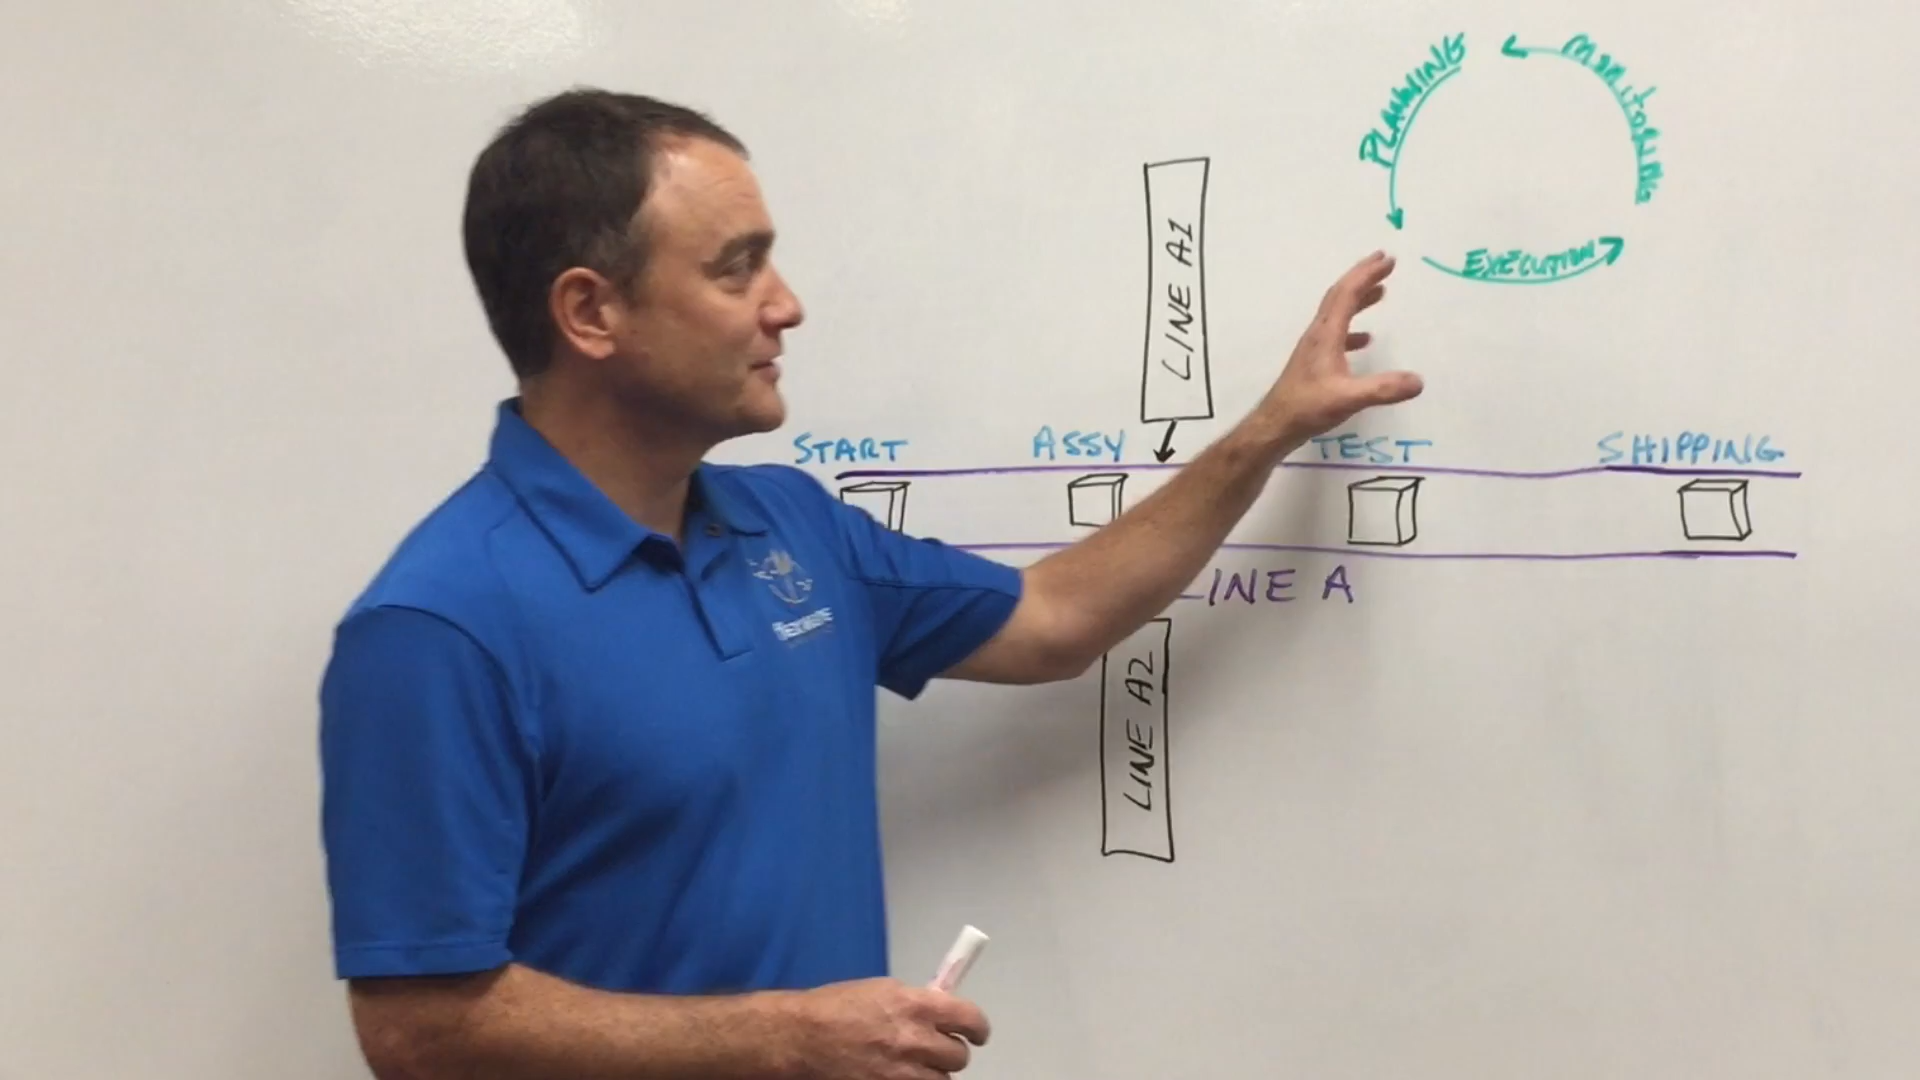 PLANNING
MONITORING
EXECUTION
LINE A1
START
ASSY
TEST
SHIPPING
LINE A
LINE A2